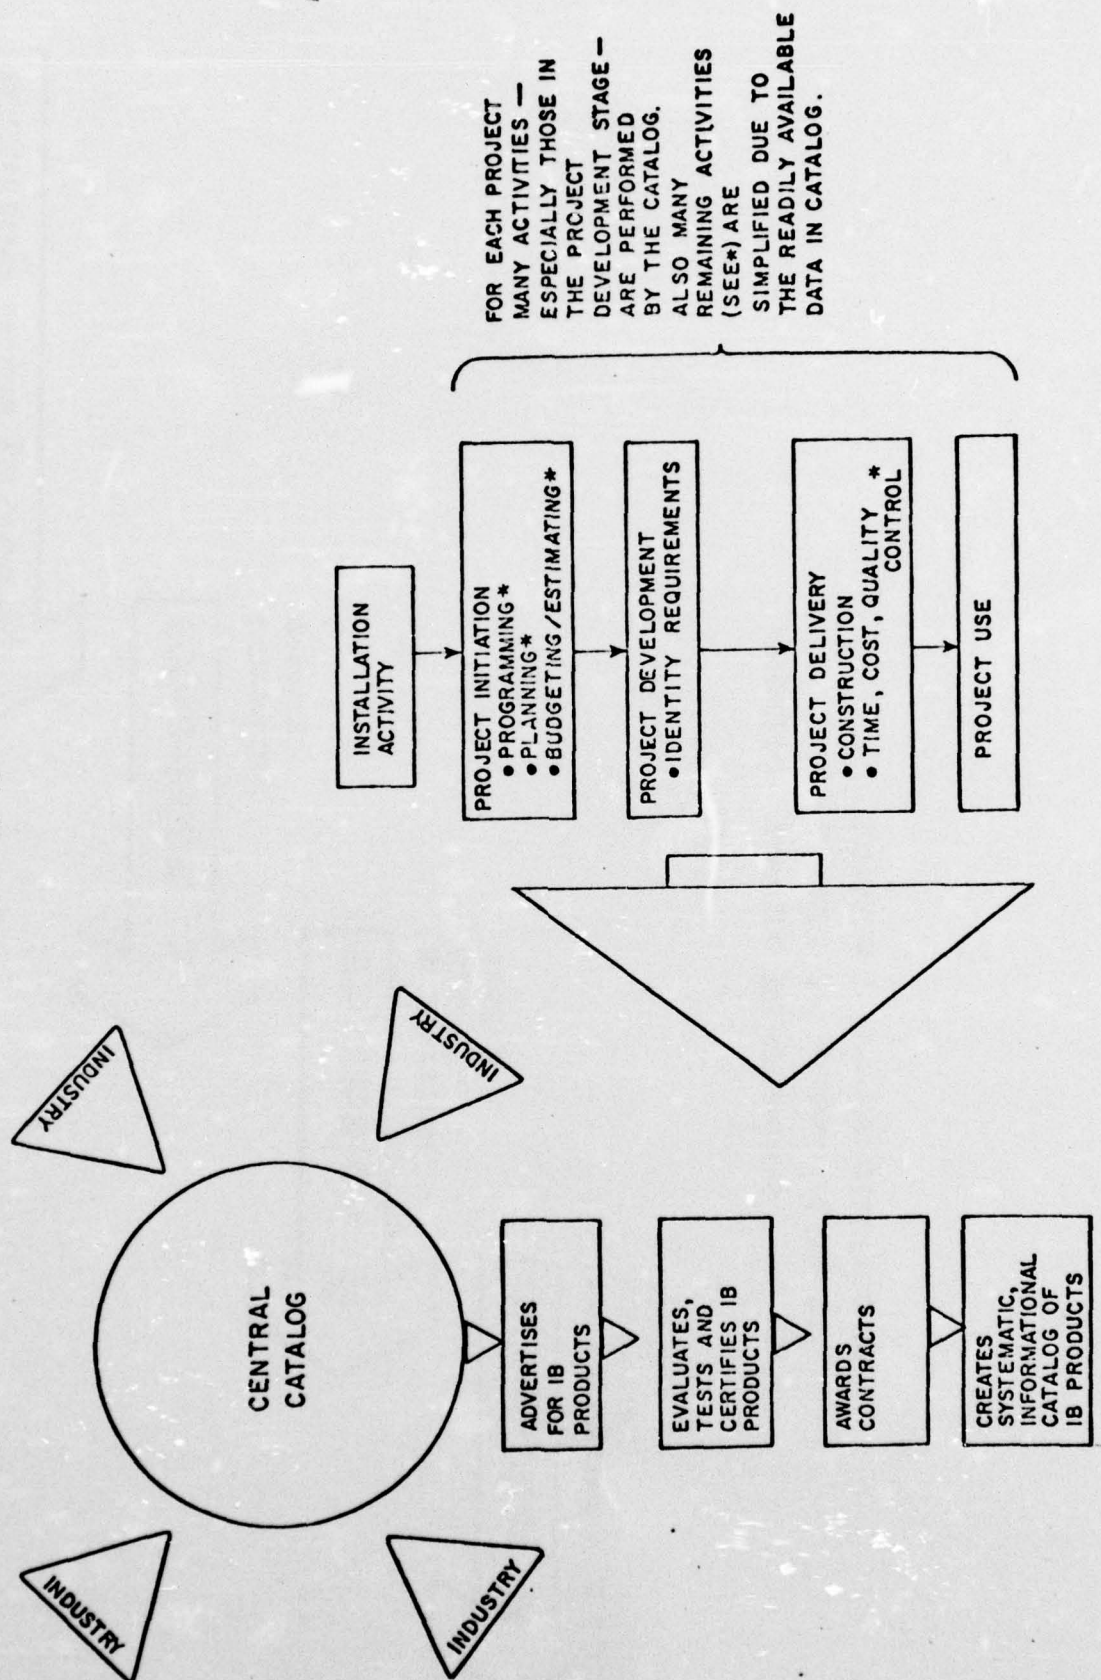 INDUSTRY
INDUSTRY
INDUSTRY
INDUSTRY
CENTRAL
CATALOG
ADVERTISES
FOR IB
PRODUCTS
EVALUATES,
TESTS AND
CERTIFIES IB
PRODUCTS
AWARDS
CONTRACTS
CREATES
SYSTEMATIC,
INFORMATIONAL
CATALOG OF
IB PRODUCTS
INSTALLATION
ACTIVITY
PROJECT INITIATION
• PROGRAMMING*
• PLANNING*
• BUDGETING/ESTIMATING*
PROJECT DEVELOPMENT
• IDENTITY REQUIREMENTS
PROJECT DELIVERY
• CONSTRUCTION
• TIME, COST, QUALITY *
CONTROL
PROJECT USE
FOR EACH PROJECT
MANY ACTIVITIES —
ESPECIALLY THOSE IN
THE PROJECT
DEVELOPMENT STAGE —
ARE PERFORMED
BY THE CATALOG.
ALSO MANY
REMAINING ACTIVITIES
(SEE*) ARE
SIMPLIFIED DUE TO
THE READILY AVAILABLE
DATA IN CATALOG.